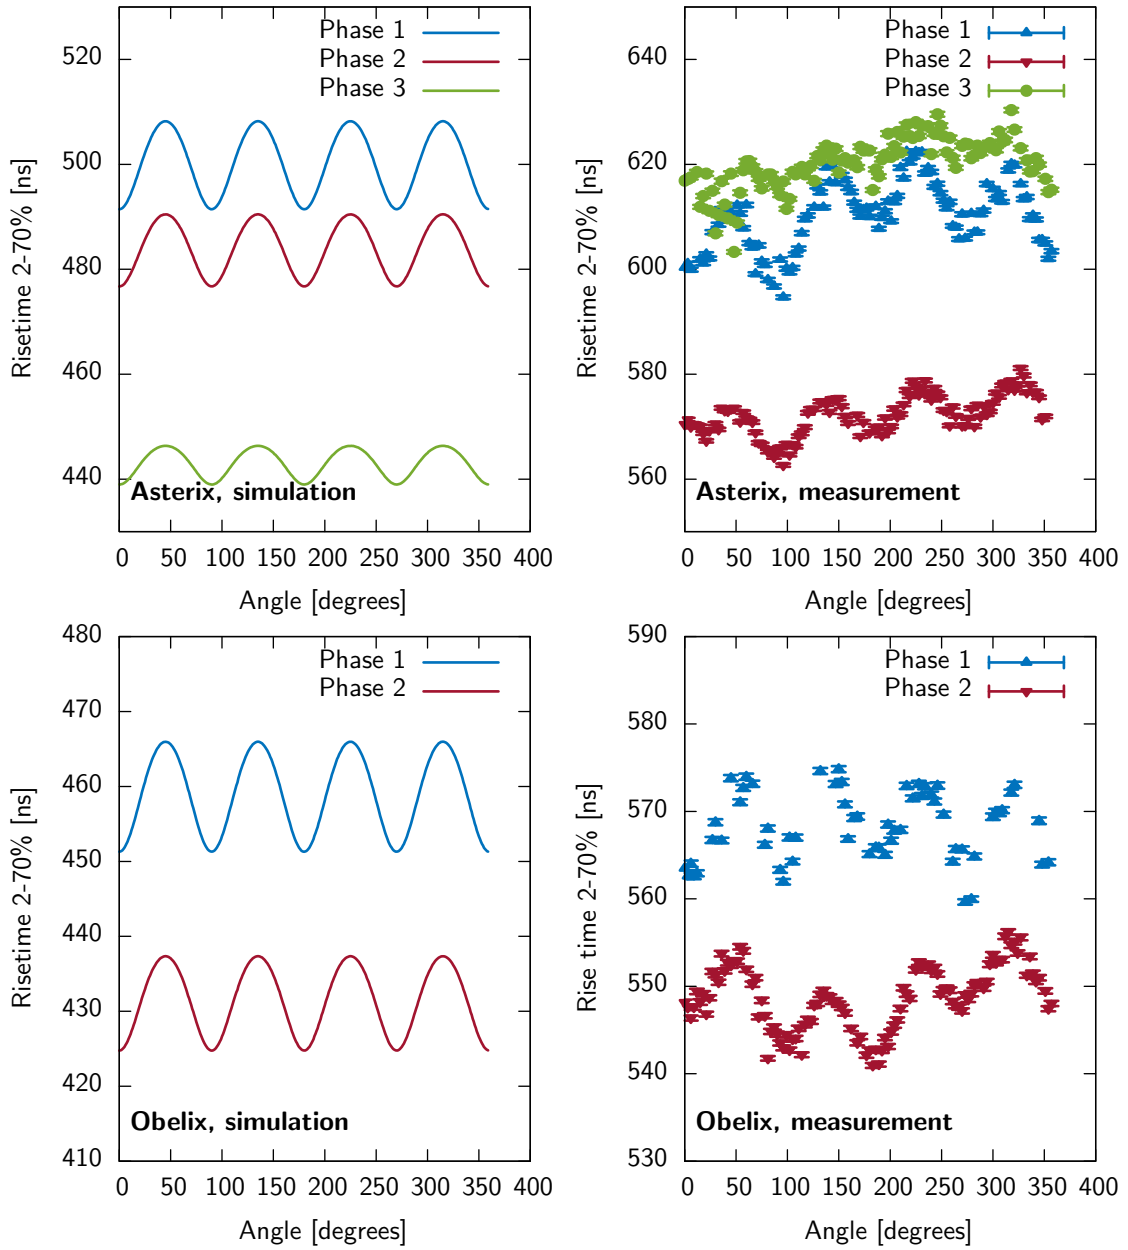 Risetime 2-70% [ns]
520
500
480
460
440
Phase 1
Phase 2
Phase 3
Asterix, simulation
0 50 100 150 200 250 300 350 400
Angle [degrees]
Risetime 2-70% [ns]
640
620
600
580
560
Phase 1
Phase 2
Phase 3
Asterix, measurement
0 50 100 150 200 250 300 350 400
Angle [degrees]
Risetime 2-70% [ns]
480
470
460
450
440
430
420
410
Phase 1
Phase 2
Obelix, simulation
0 50 100 150 200 250 300 350 400
Angle [degrees]
Rise time 2-70% [ns]
590
580
570
560
550
540
530
Phase 1
Phase 2
Obelix, measurement
0 50 100 150 200 250 300 350 400
Angle [degrees]